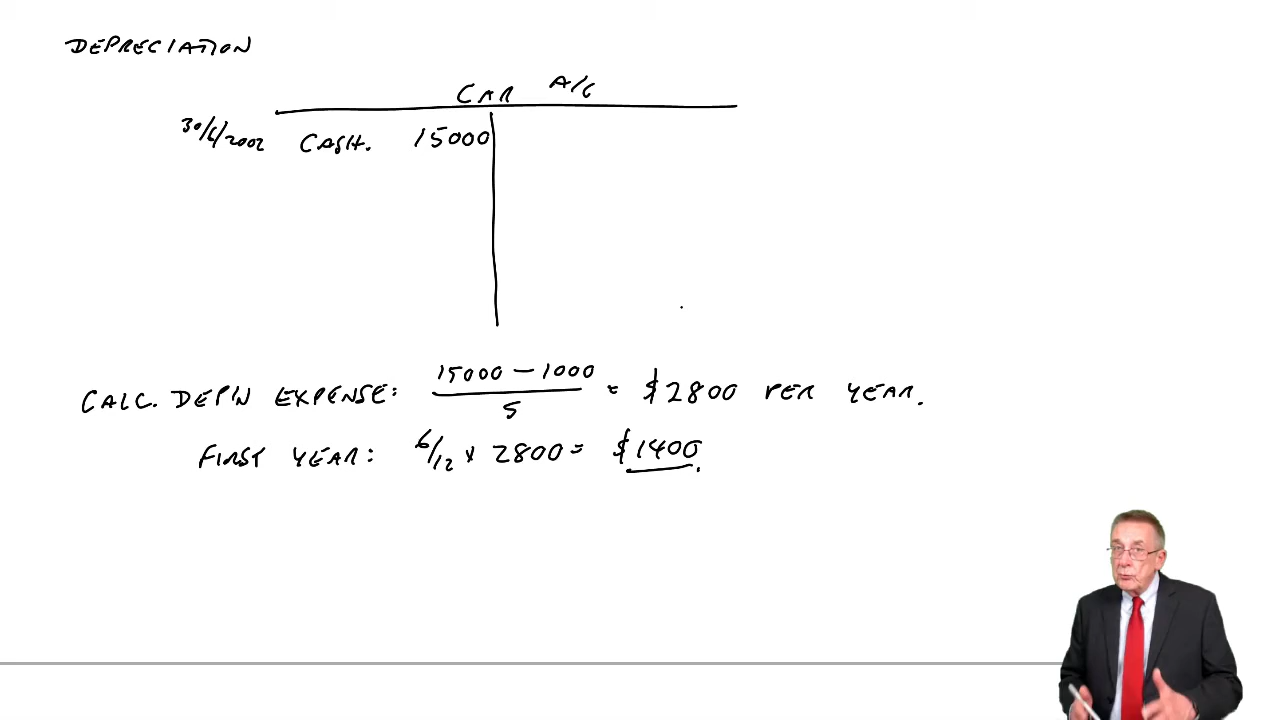 DEPRECIATION
CAR A/C
30/6/2002 CASH. 15000
CALC. DEP'N EXPENSE: 15000 - 1000 / 5 = $2800 PER YEAR.
FIRST YEAR: 6/12 x 2800 = $1400.